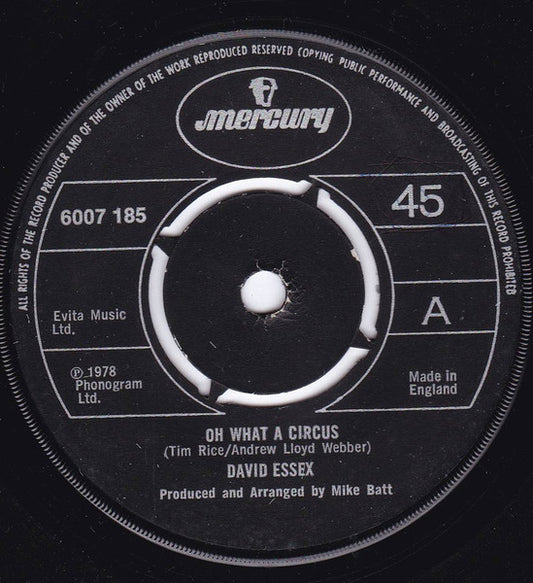 ALL RIGHTS OF THE RECORD PRODUCER AND OF THE OWNER OF THE WORK REPRODUCED RESERVED COPYING, PUBLIC PERFORMANCE AND BROADCASTING OF THIS RECORD PROHIBITED
mercury
6007 185
45
A
Evita Music
Ltd.
℗ 1978
Phonogram
Ltd.
Made in
England
OH WHAT A CIRCUS
(Tim Rice/Andrew Lloyd Webber)
DAVID ESSEX
Produced and Arranged by Mike Batt